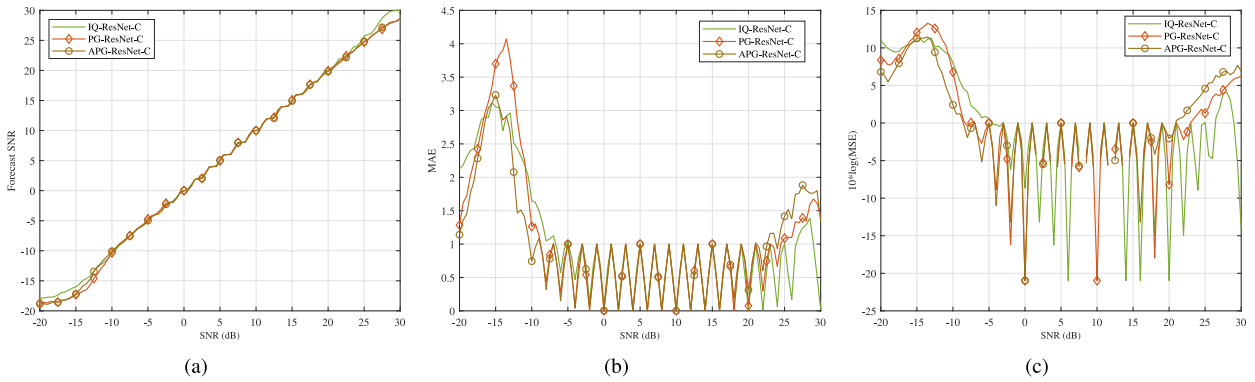 IQ-ResNet-C
PG-ResNet-C
APG-ResNet-C
Forecast SNR
30
25
20
15
10
5
0
-5
-10
-15
-20
-20 -15 -10 -5 0 5 10 15 20 25 30
SNR (dB)
(a)
IQ-ResNet-C
PG-ResNet-C
APG-ResNet-C
MAE
4.5
4
3.5
3
2.5
2
1.5
1
0.5
0
-20 -15 -10 -5 0 5 10 15 20 25 30
SNR (dB)
(b)
IQ-ResNet-C
PG-ResNet-C
APG-ResNet-C
10*log(MSE)
15
10
5
0
-5
-10
-15
-20
-25
-20 -15 -10 -5 0 5 10 15 20 25 30
SNR (dB)
(c)